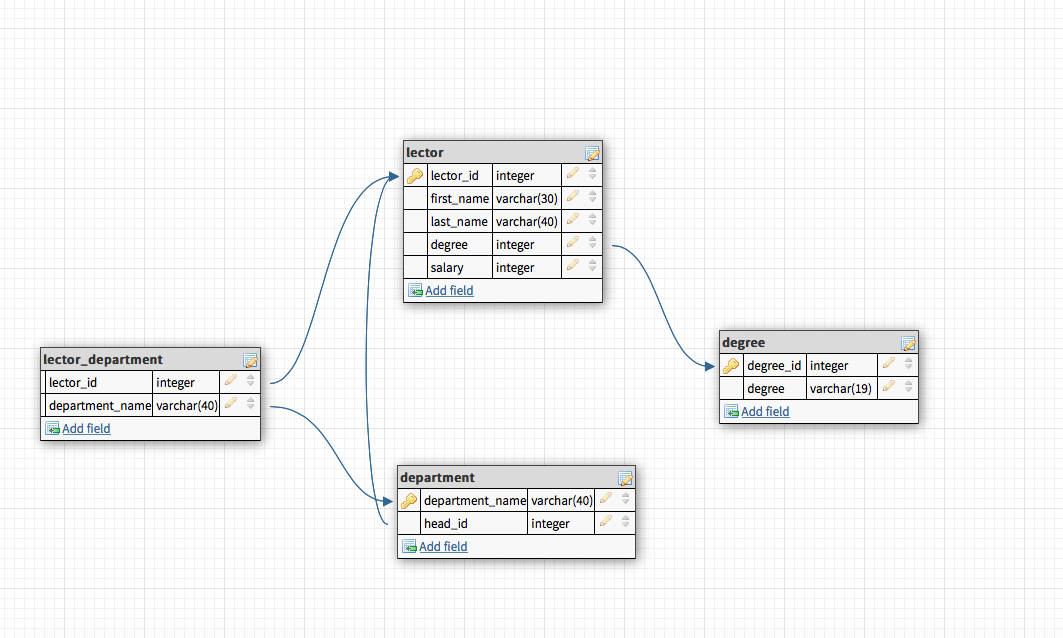 lector
lector_id integer
first_name varchar(30)
last_name varchar(40)
degree integer
salary integer
Add field
lector_department
lector_id integer
department_name varchar(40)
Add field
degree
degree_id integer
degree varchar(19)
Add field
department
department_name varchar(40)
head_id integer
Add field